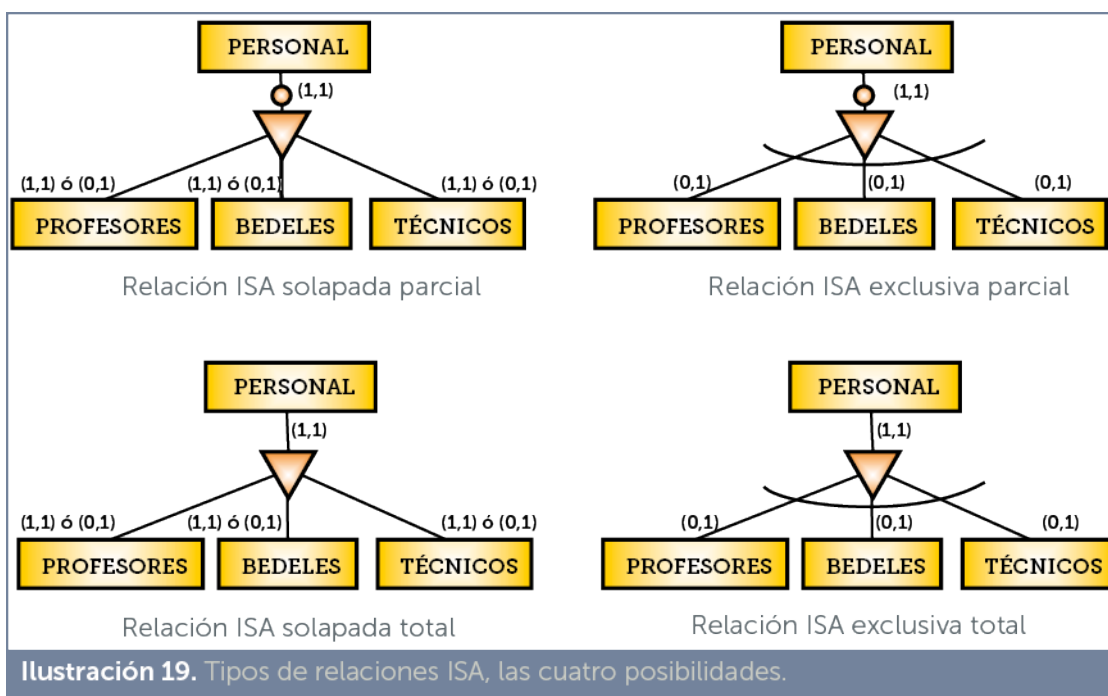 PERSONAL
(1,1)
(1,1) ó (0,1) (1,1) ó (0,1) (1,1) ó (0,1)
PROFESORES BEDELES TÉCNICOS
Relación ISA solapada parcial
PERSONAL
(1,1)
(0,1) (0,1) (0,1)
PROFESORES BEDELES TÉCNICOS
Relación ISA exclusiva parcial
PERSONAL
(1,1)
(1,1) ó (0,1) (1,1) ó (0,1) (1,1) ó (0,1)
PROFESORES BEDELES TÉCNICOS
Relación ISA solapada total
PERSONAL
(1,1)
(0,1) (0,1) (0,1)
PROFESORES BEDELES TÉCNICOS
Relación ISA exclusiva total
Ilustración 19. Tipos de relaciones ISA, las cuatro posibilidades.